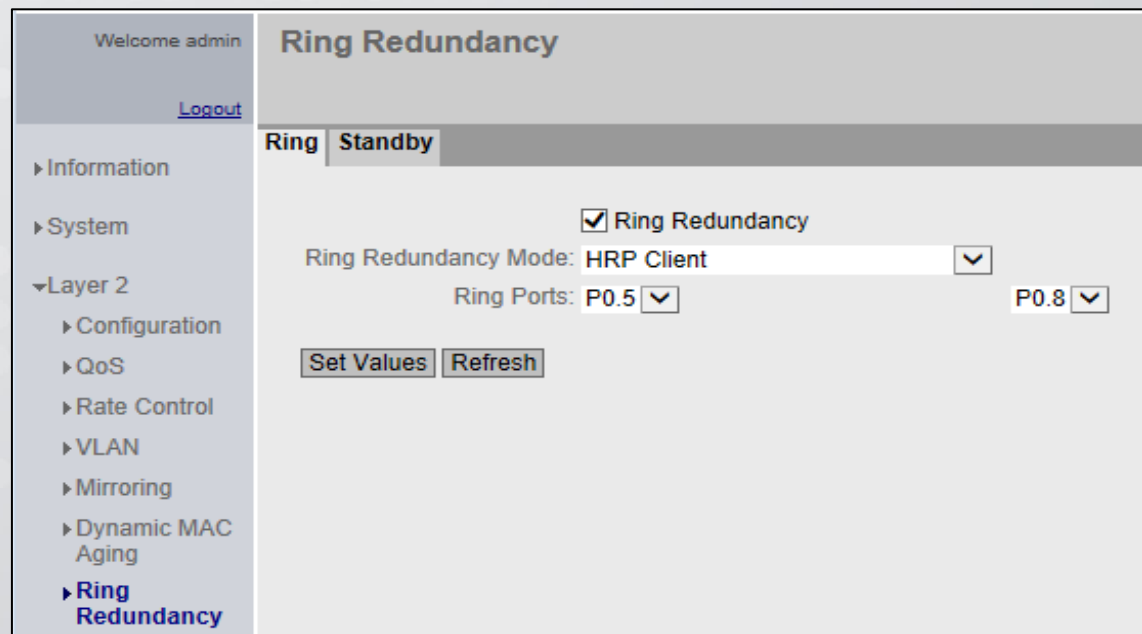 Welcome admin
Logout
Ring Redundancy
Ring Standby
Information
System
Layer 2
Configuration
QoS
Rate Control
VLAN
Mirroring
Dynamic MAC
Aging
Ring
Redundancy
Ring Redundancy
Ring Redundancy Mode: HRP Client
Ring Ports: P0.5 P0.8
Set Values Refresh